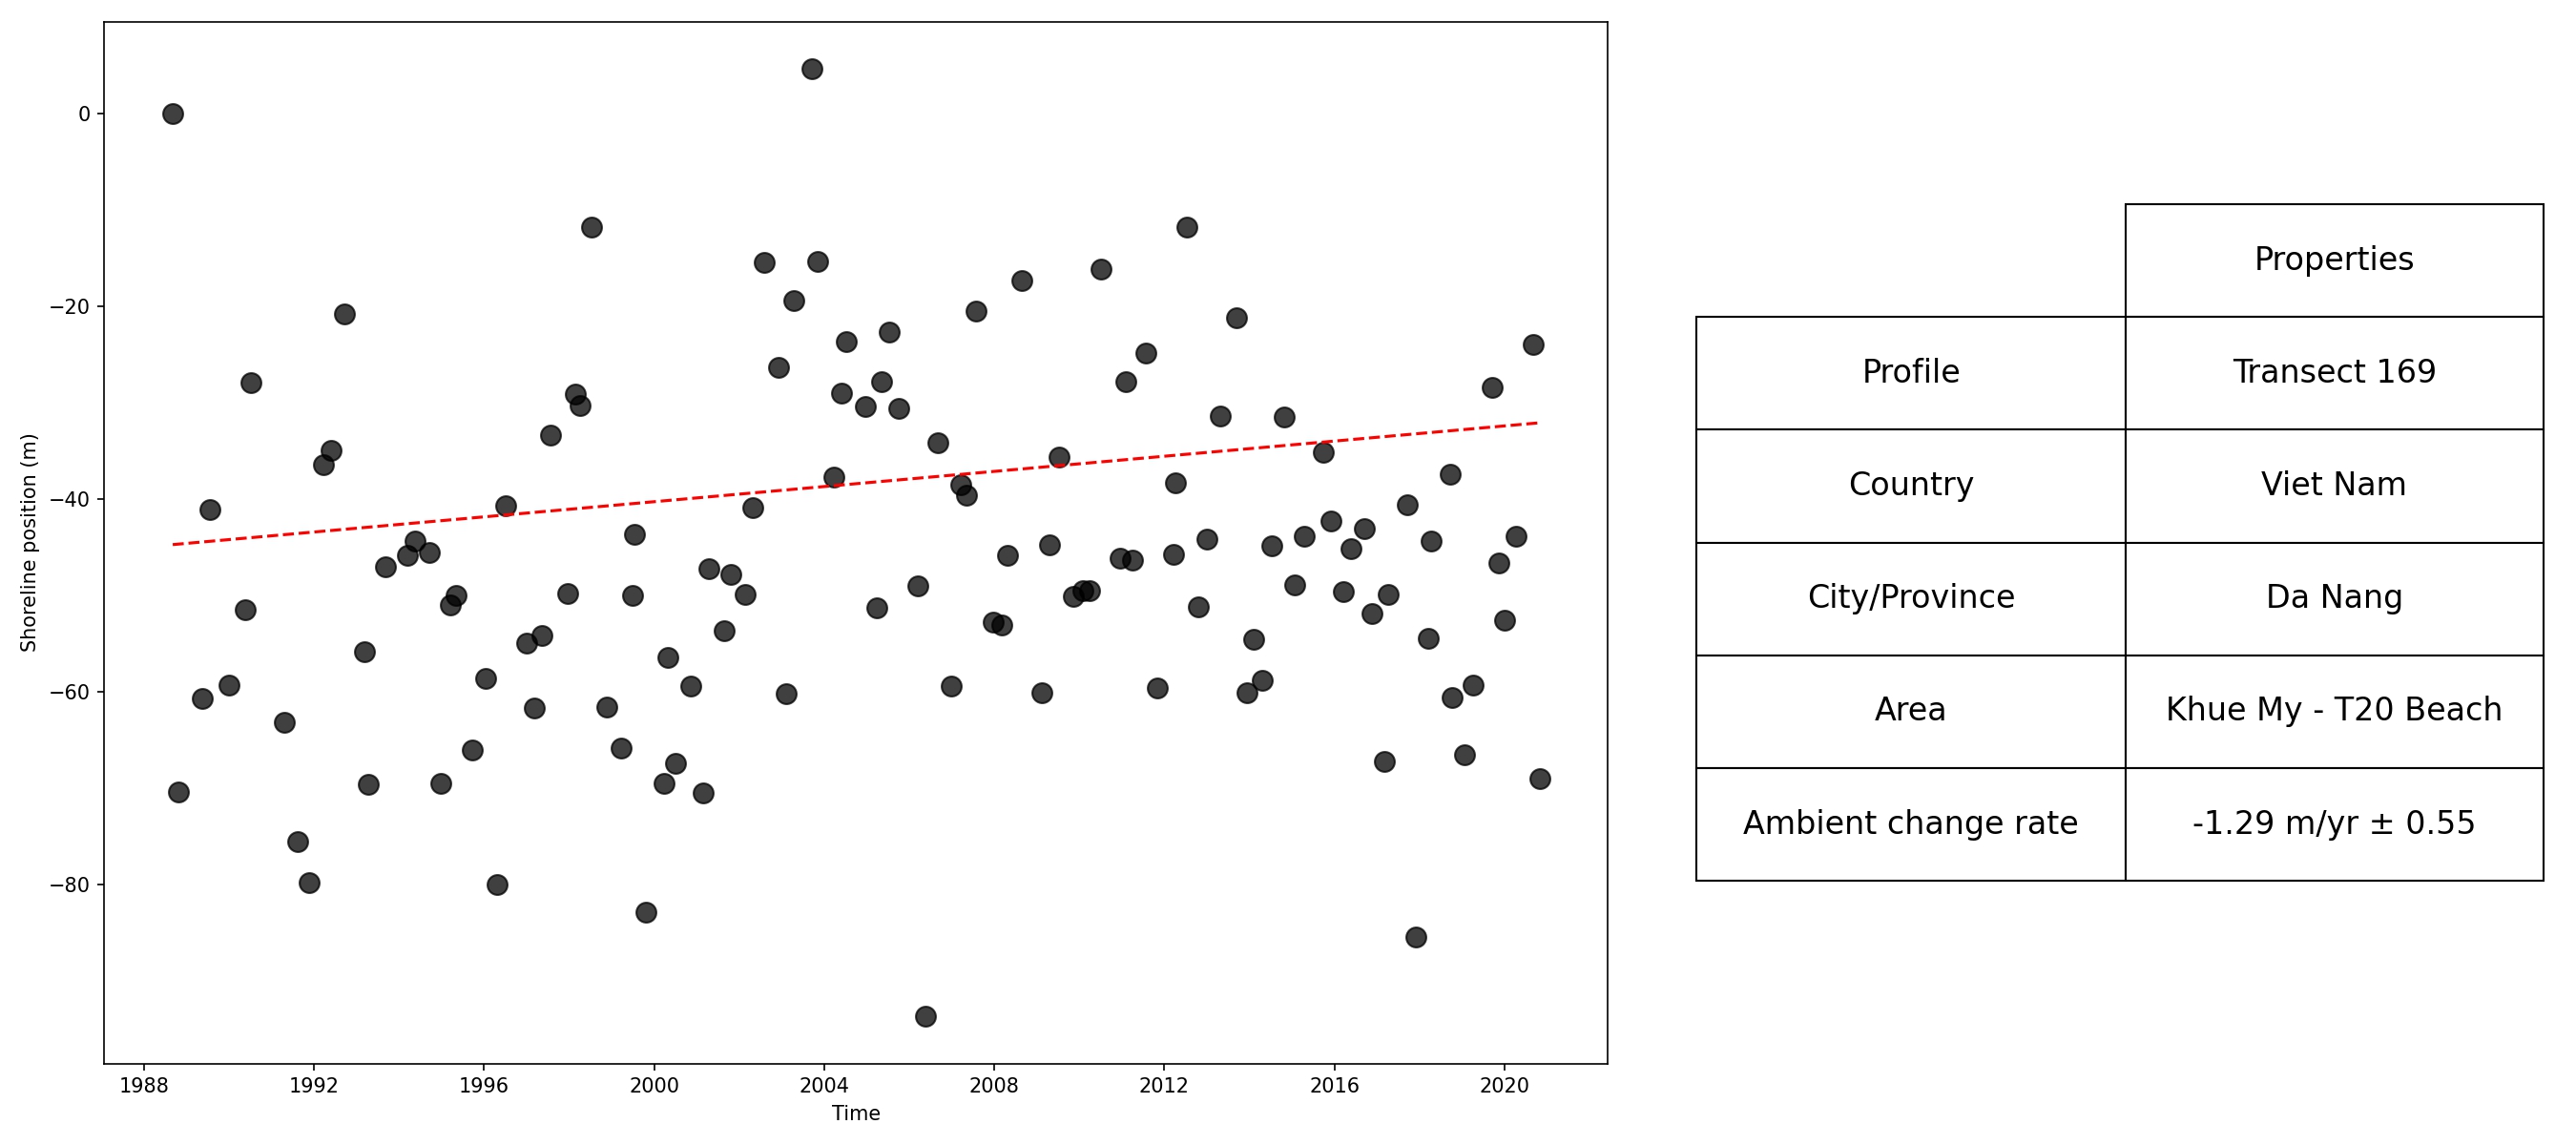 0
−20
−40
−60
−80
Shoreline position (m)
1988 1992 1996 2000 2004 2008 2012 2016 2020
Time
Properties
Profile Transect 169
Country Viet Nam
City/Province Da Nang
Area Khue My - T20 Beach
Ambient change rate -1.29 m/yr ± 0.55